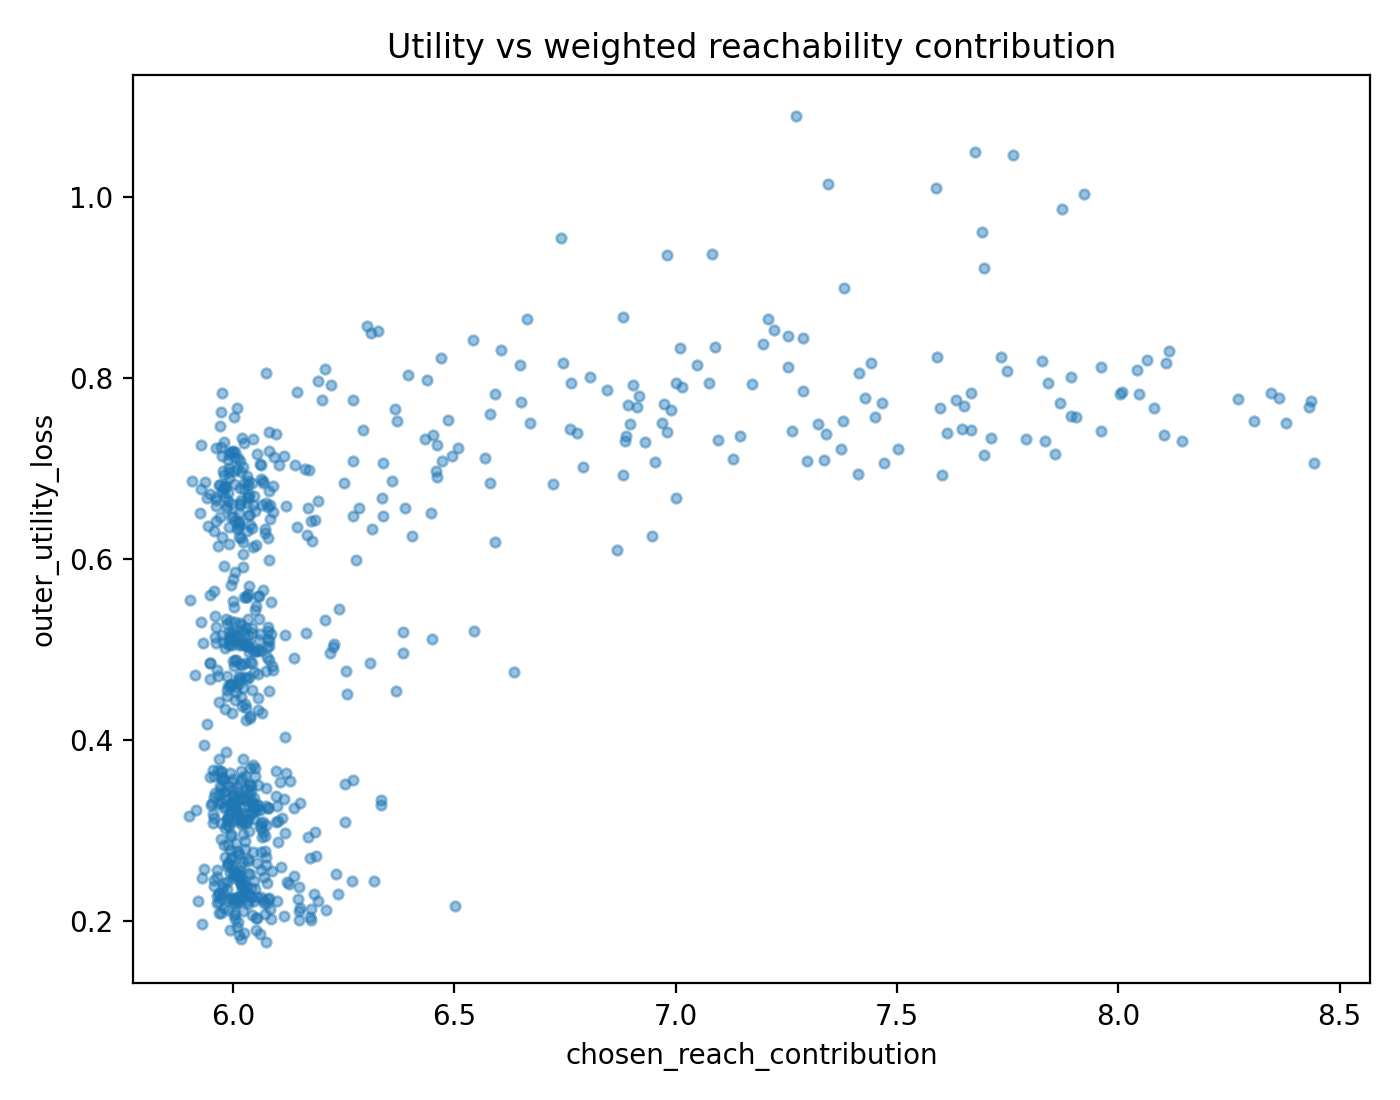 Utility vs weighted reachability contribution
outer_utility_loss
1.0
0.8
0.6
0.4
0.2
6.0 6.5 7.0 7.5 8.0 8.5
chosen_reach_contribution